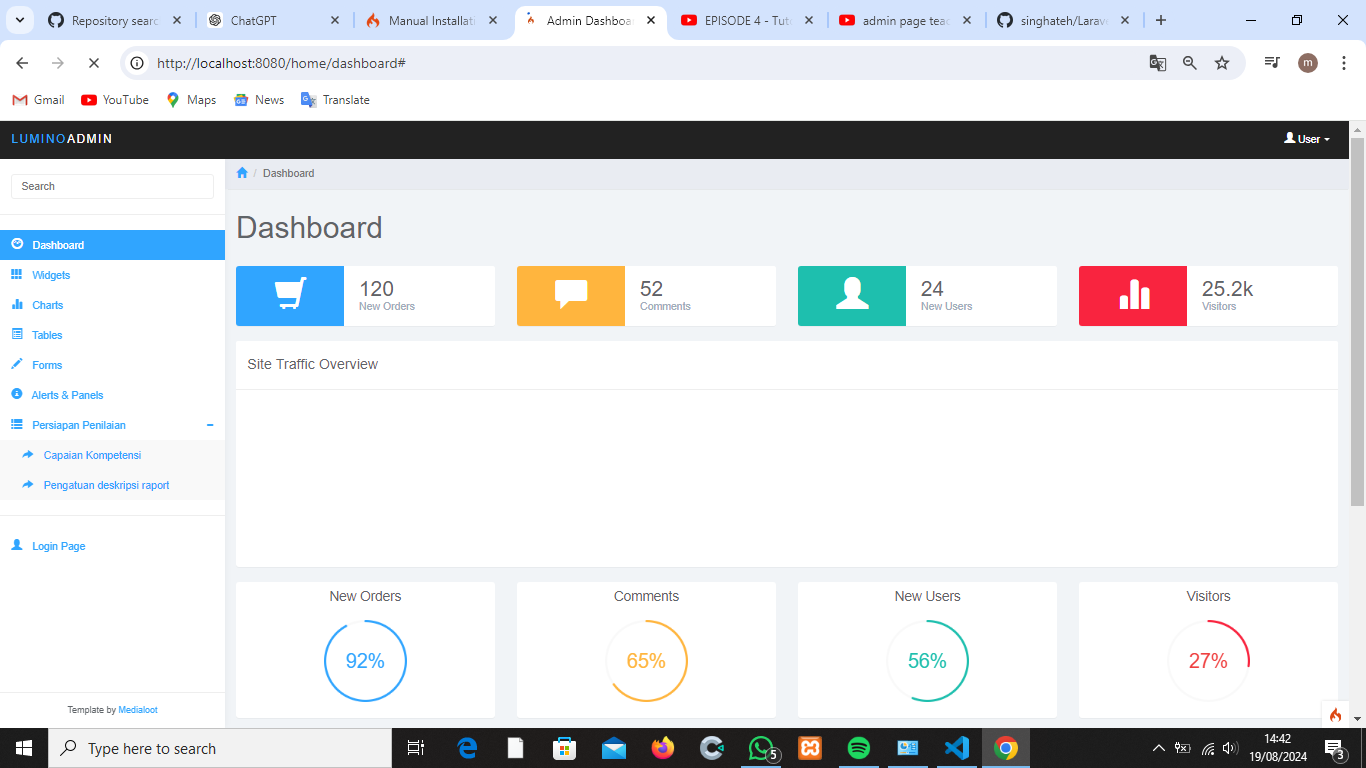 Repository searc
ChatGPT
Manual Installati
Admin Dashboa
EPISODE 4 - Tuto
admin page teac
singhateh/Larav
http://localhost:8080/home/dashboard#
m
Gmail
YouTube
Maps
News
Translate
LUMINOADMIN
User
Search
Dashboard
Widgets
Charts
Tables
Forms
Alerts & Panels
Persiapan Penilaian
Capaian Kompetensi
Pengatuan deskripsi raport
Login Page
Template by Medialoot
/ Dashboard
Dashboard
120
New Orders
52
Comments
24
New Users
25.2k
Visitors
Site Traffic Overview
New Orders
92%
Comments
65%
New Users
56%
Visitors
27%
Type here to search
5
14:42
19/08/2024
3